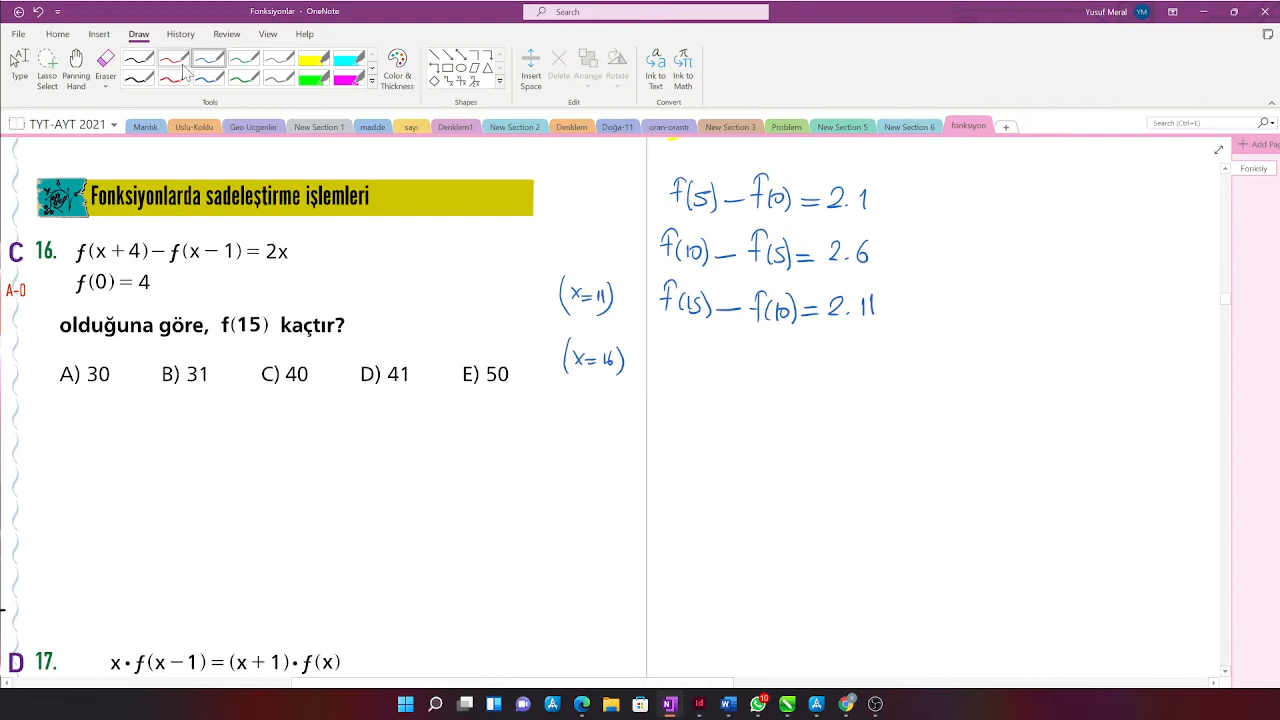 Fonksiyonlar - OneNote
Search
Yusuf Meral
YM
File Home Insert Draw History Review View Help
Type
Lasso Select
Panning Hand
Eraser
Color & Thickness
Insert Space
Delete
Arrange
Rotate
Ink to Text
Ink to Math
Tools
Shapes
Edit
Convert
TYT-AYT 2021
Mantık
Uslu-Koklu
Geo Ucgenler
New Section 1
madde
sayı
Denklem1
New Section 2
Denklem
Doğa-11
oran-orantı
New Section 3
Problem
New Section 5
New Section 6
fonksiyon
Search (Ctrl+E)
Add Pag
Fonksiy
Fonksiyonlarda sadeleştirme işlemleri
C 16. f(x + 4) – f(x – 1) = 2x
A-0 f(0) = 4
olduğuna göre, f(15) kaçtır?
A) 30 B) 31 C) 40 D) 41 E) 50
f(5) – f(0) = 2.1
f(10) – f(5) = 2.6
(x=11) f(15) – f(10) = 2.11
(x=16)
D 17. x•f(x – 1) = (x + 1)•f(x)
10